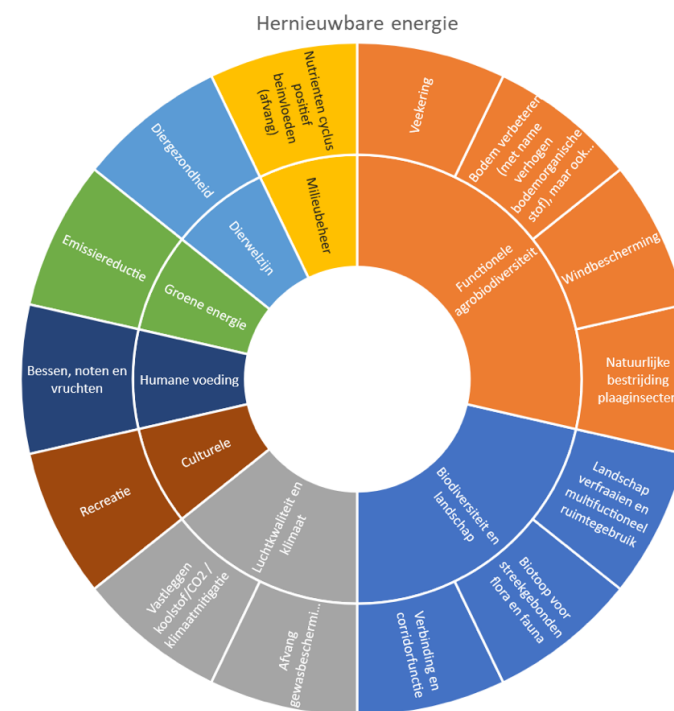 Hernieuwbare energie
Veekering
Bodem verbeteren
(met name
verhogen
bodemorganische
stof), maar ook...
Windbescherming
Natuurlijke
bestrijding
plaaginsecten
Landschap
verfraaien en
multifuctioneel
ruimtegebruik
Biotoop voor
streekgebonden
flora en fauna
Verbinding en
corridorfunctie
Afvang
gewasbeschermi...
Vastleggen
koolstof/CO2 /
klimaatmitigatie
Recreatie
Bessen, noten en
vruchten
Emissiereductie
Diergezondheid
Nutrienten cyclus
positief
beinvloeden
(afvang)
Functionele
agrobiodiversiteit
Biodiversiteit en
landschap
Luchtkwaliteit en
klimaat
Culturele
Humane voeding
Groene energie
Dierwelzijn
Milieubeheer